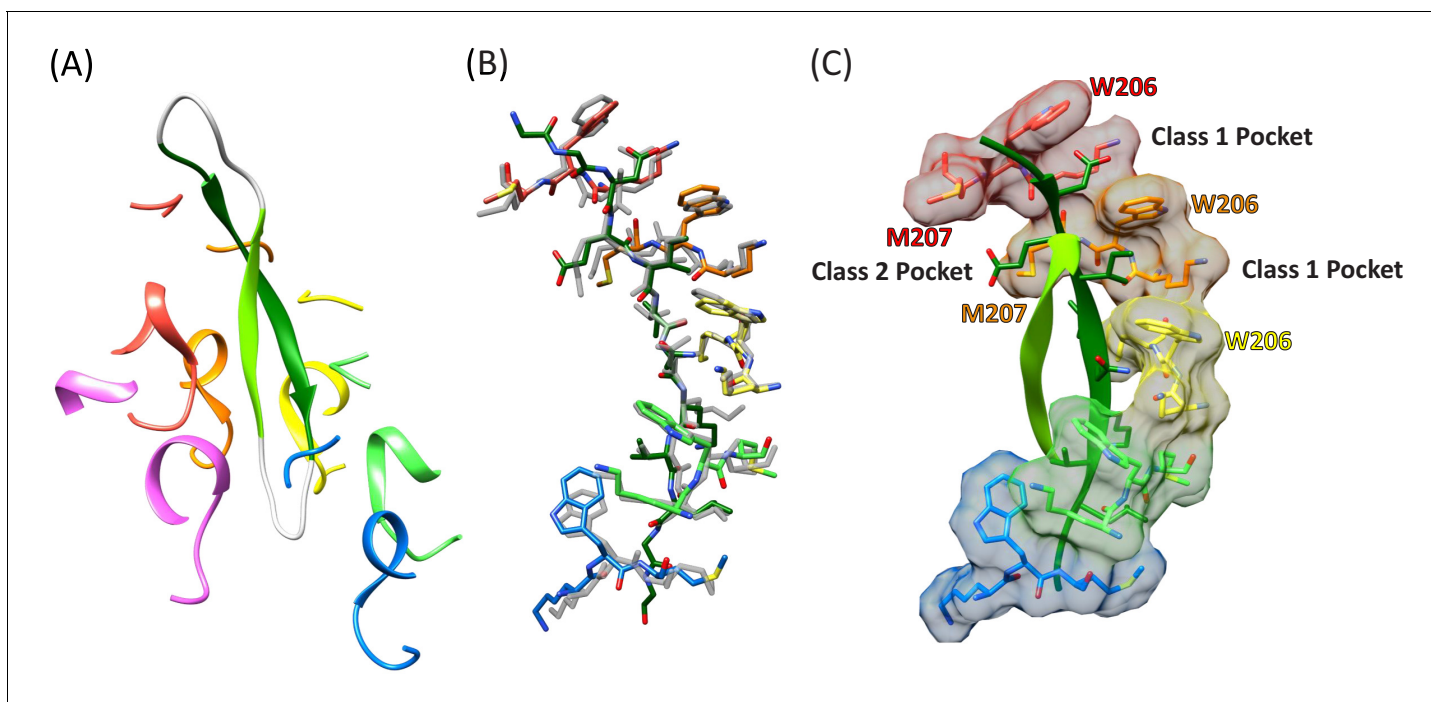 (A)
(B)
(C)
W206
Class 1 Pocket
W206
M207
Class 2 Pocket
Class 1 Pocket
M207
W206